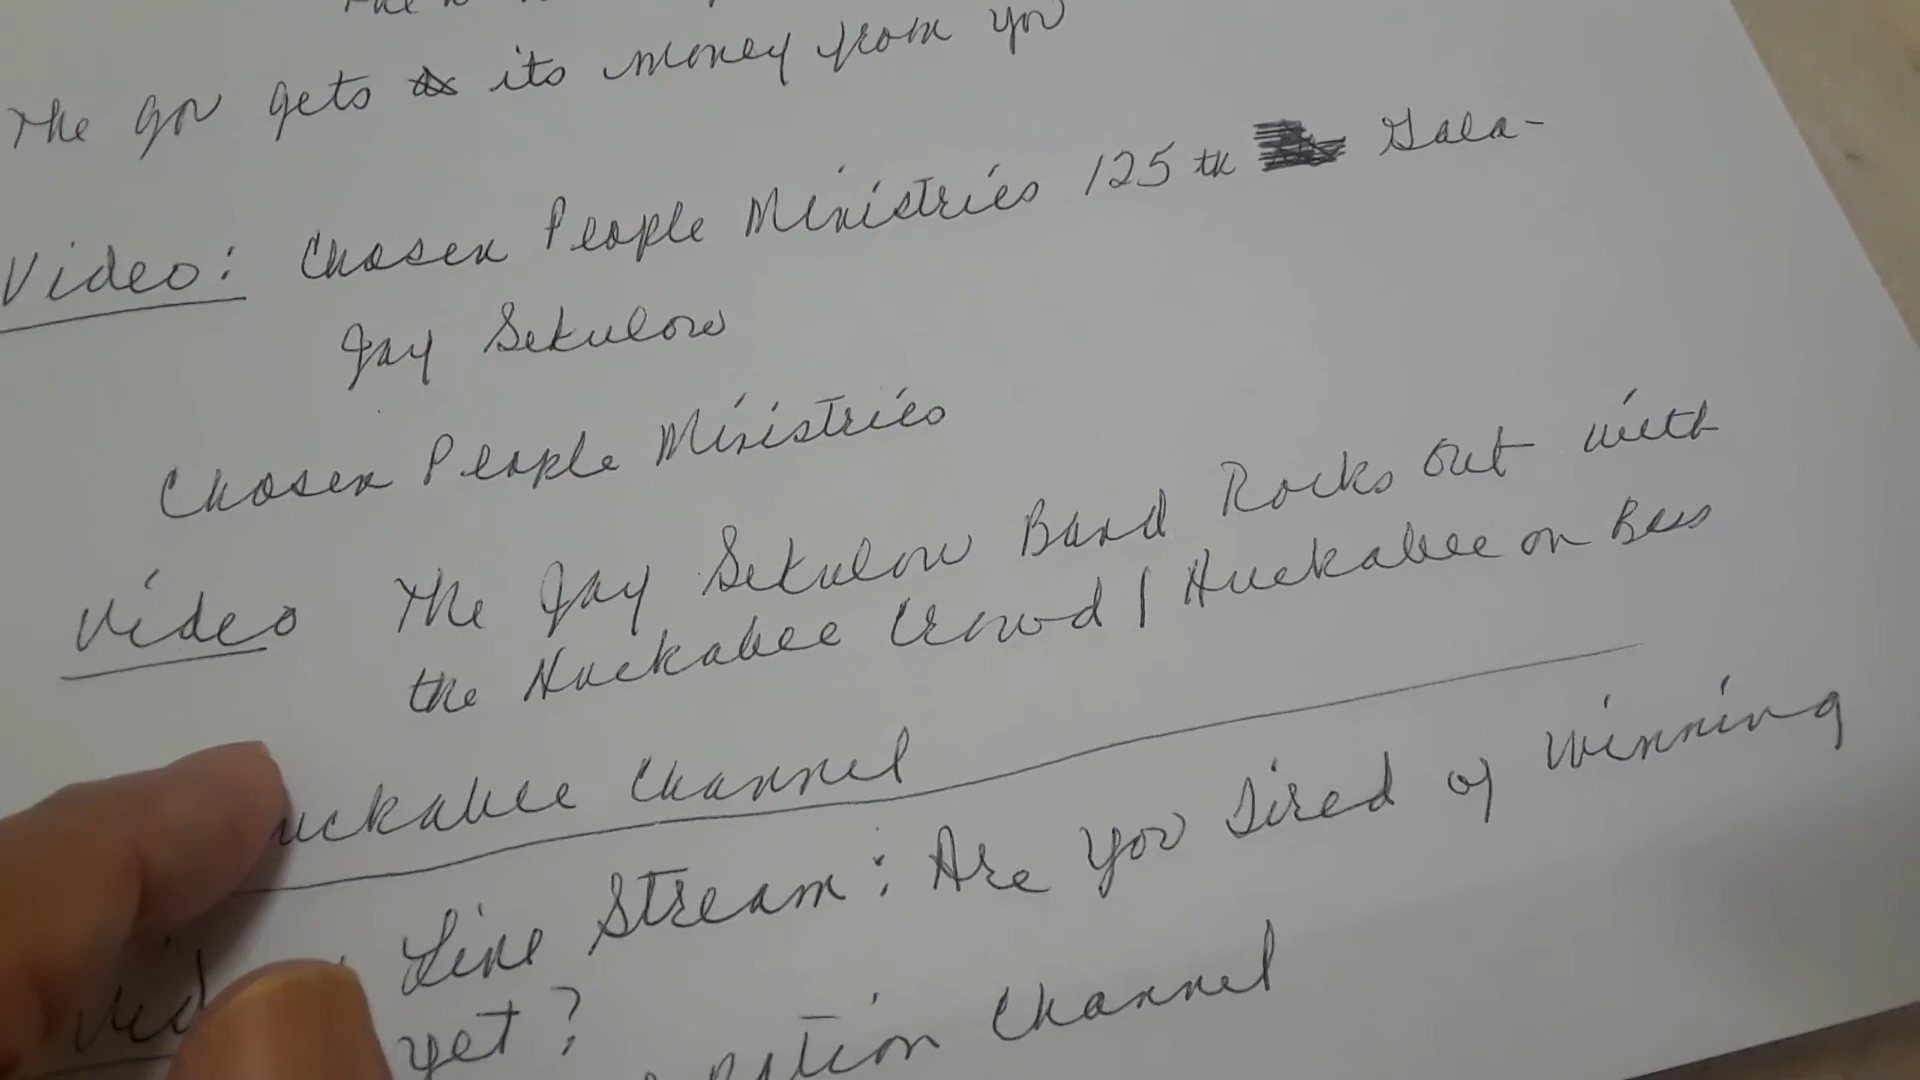 The gov gets its money from you
Video: Chosen People Ministries 125th Gala-
Jay Sekulow
Chosen People Ministries
Video The Jay Sekulow Band Rocks Out with
the Huckabee Crowd | Huckabee on Bass
uckabee Channel
Vid Live Stream: Are you Tired of Winning
yet?
Channel